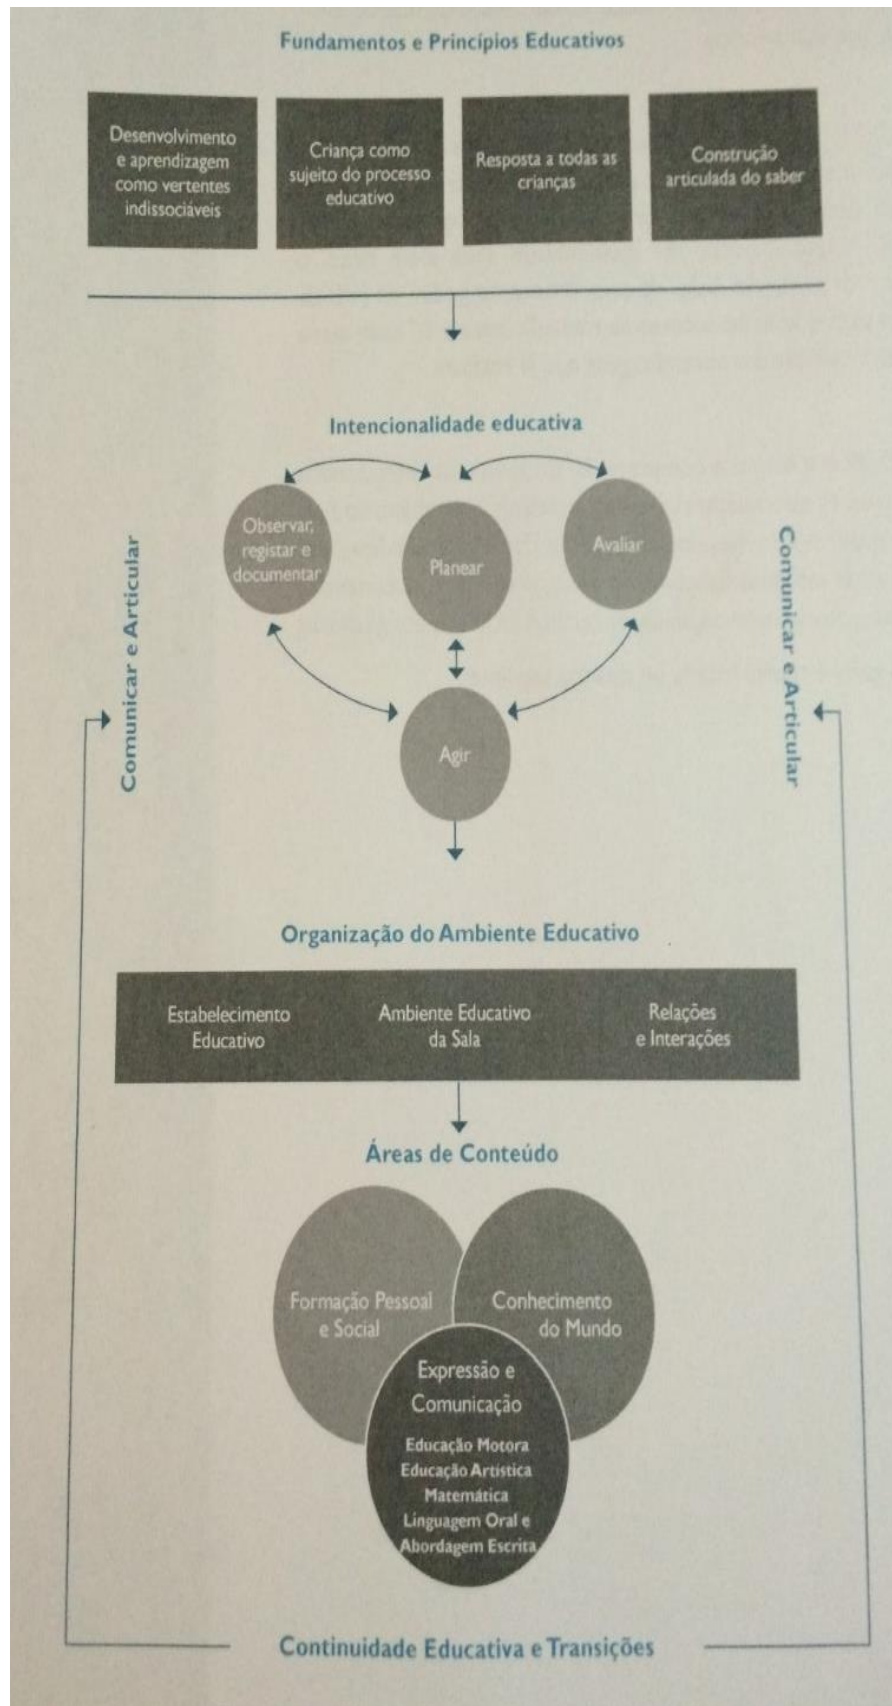 Fundamentos e Princípios Educativos
Desenvolvimento
e aprendizagem
como vertentes
indissociáveis
Criança como
sujeito do processo
educativo
Resposta a todas as
crianças
Construção
articulada do saber
Intencionalidade educativa
Observar,
registar e
documentar
Planear
Avaliar
Comunicar e Articular
Comunicar e Articular
Agir
Organização do Ambiente Educativo
Estabelecimento
Educativo
Ambiente Educativo
da Sala
Relações
e Interações
Áreas de Conteúdo
Formação Pessoal
e Social
Conhecimento
do Mundo
Expressão e
Comunicação
Educação Motora
Educação Artística
Matemática
Linguagem Oral e
Abordagem Escrita
Continuidade Educativa e Transições